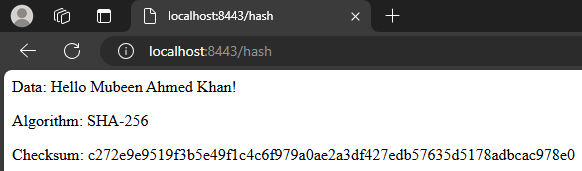 localhost:8443/hash
localhost:8443/hash
Data: Hello Mubeen Ahmed Khan!
Algorithm: SHA-256
Checksum: c272e9e9519f3b5e49f1c4c6f979a0ae2a3df427edb57635d5178adbcac978e0